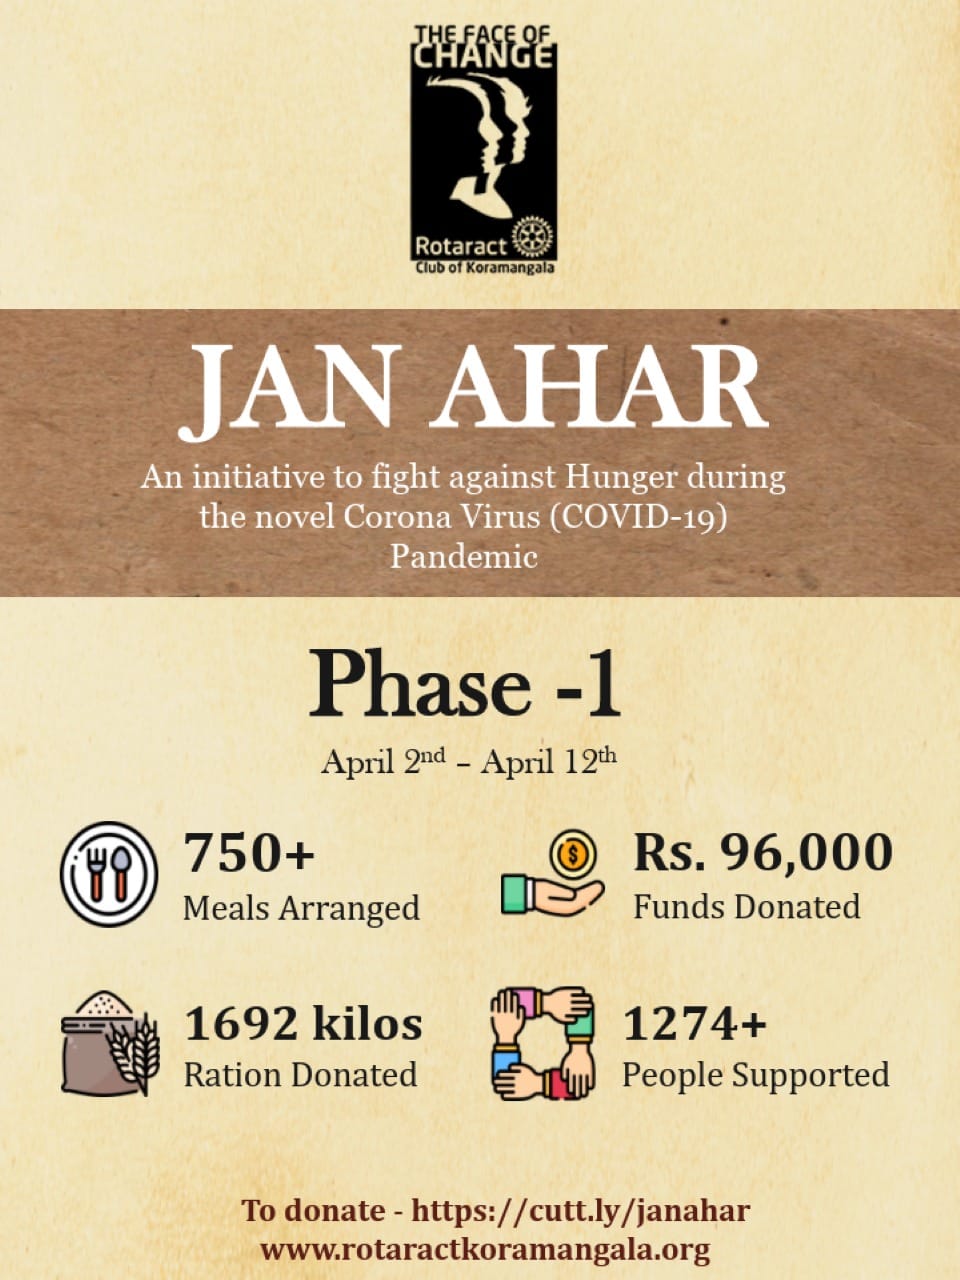 THE FACE OF
CHANGE
Rotaract
Club of Koramangala
JAN AHAR
An initiative to fight against Hunger during
the novel Corona Virus (COVID-19)
Pandemic
Phase -1
April 2nd – April 12th
750+
Meals Arranged
Rs. 96,000
Funds Donated
1692 kilos
Ration Donated
1274+
People Supported
To donate - https://cutt.ly/janahar
www.rotaractkoramangala.org